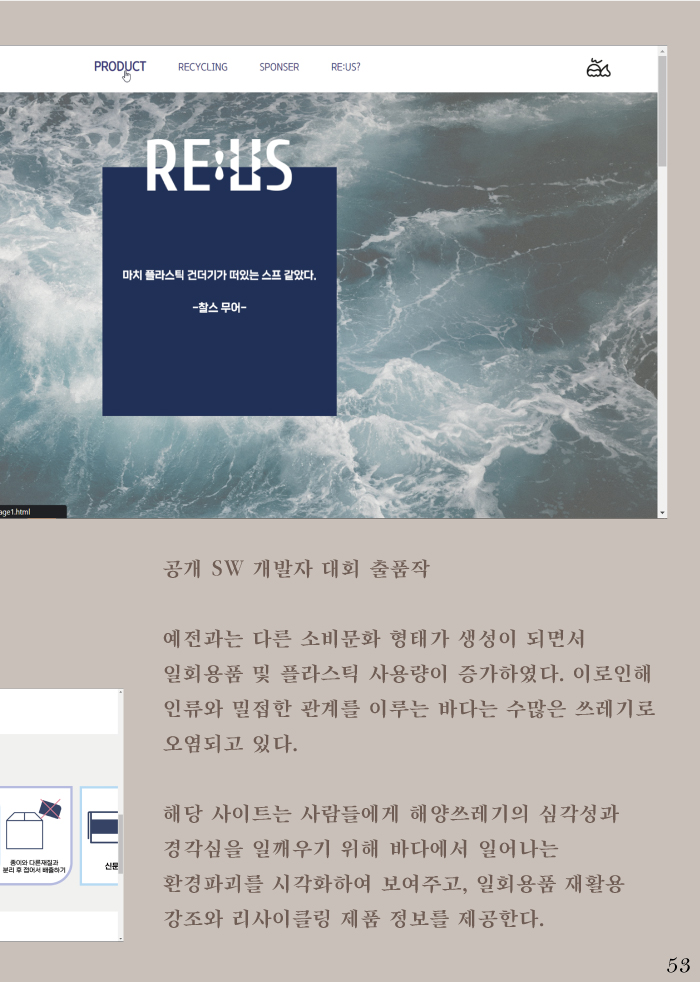 PRODUCT RECYCLING SPONSER RE:US?
RE:US
마치 플라스틱 건더기가 떠있는 스프 같았다.
-찰스 무어-
age1.html
공개 SW 개발자 대회 출품작
예전과는 다른 소비문화 형태가 생성이 되면서
일회용품 및 플라스틱 사용량이 증가하였다. 이로인해
인류와 밀접한 관계를 이루는 바다는 수많은 쓰레기로
오염되고 있다.
종이와 다른재질과
분리 후 접어서 배출하기
신문
해당 사이트는 사람들에게 해양쓰레기의 심각성과
경각심을 일깨우기 위해 바다에서 일어나는
환경파괴를 시각화하여 보여주고, 일회용품 재활용
강조와 리사이클링 제품 정보를 제공한다.
53